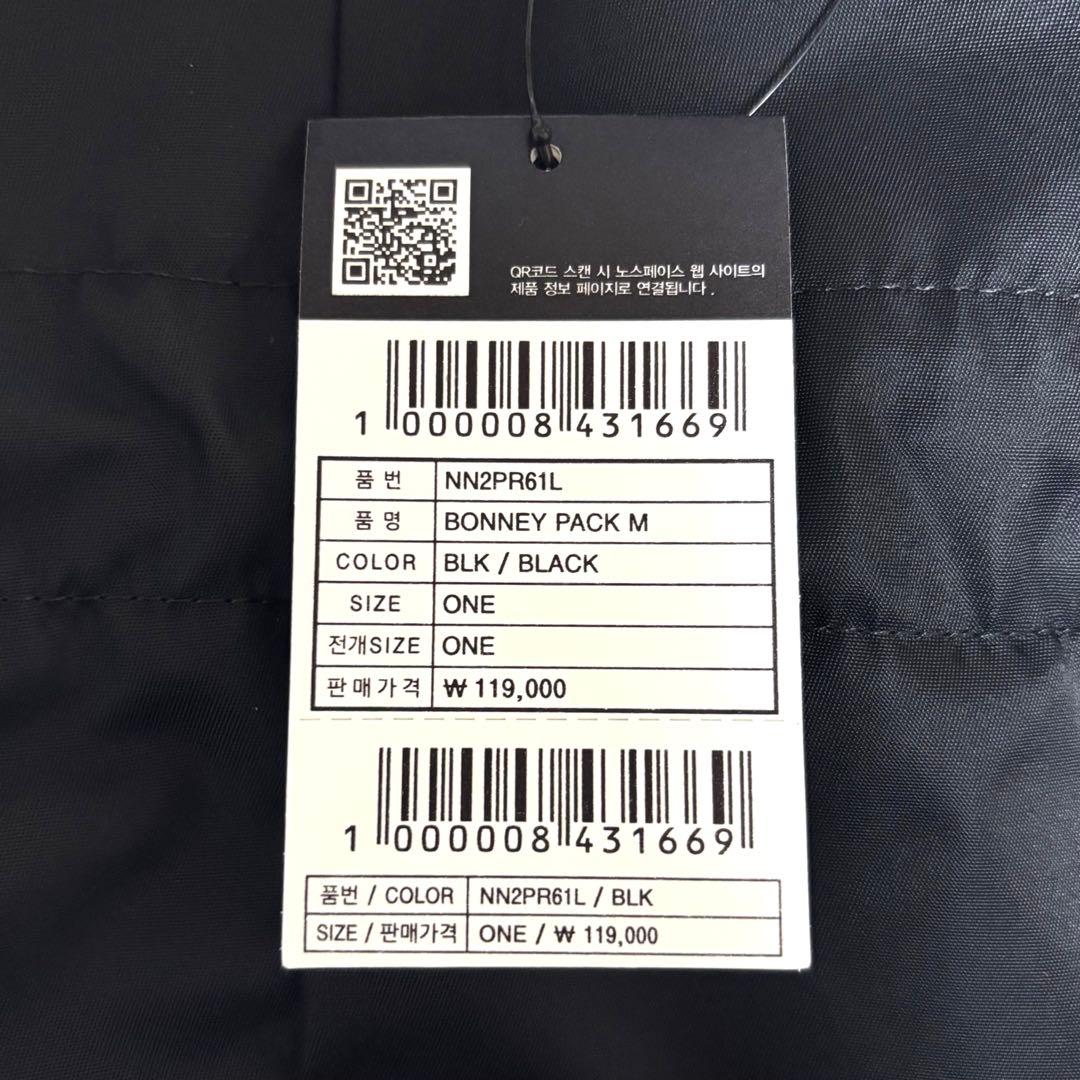 QR코드 스캔 시 노스페이스 웹 사이트의
제품 정보 페이지로 연결됩니다.
1 000008 431669
품번 NN2PR61L
품명 BONNEY PACK M
COLOR BLK / BLACK
SIZE ONE
전개SIZE ONE
판매가격 ₩ 119,000
1 000008 431669
품번 / COLOR NN2PR61L / BLK
SIZE / 판매가격 ONE / ₩ 119,000